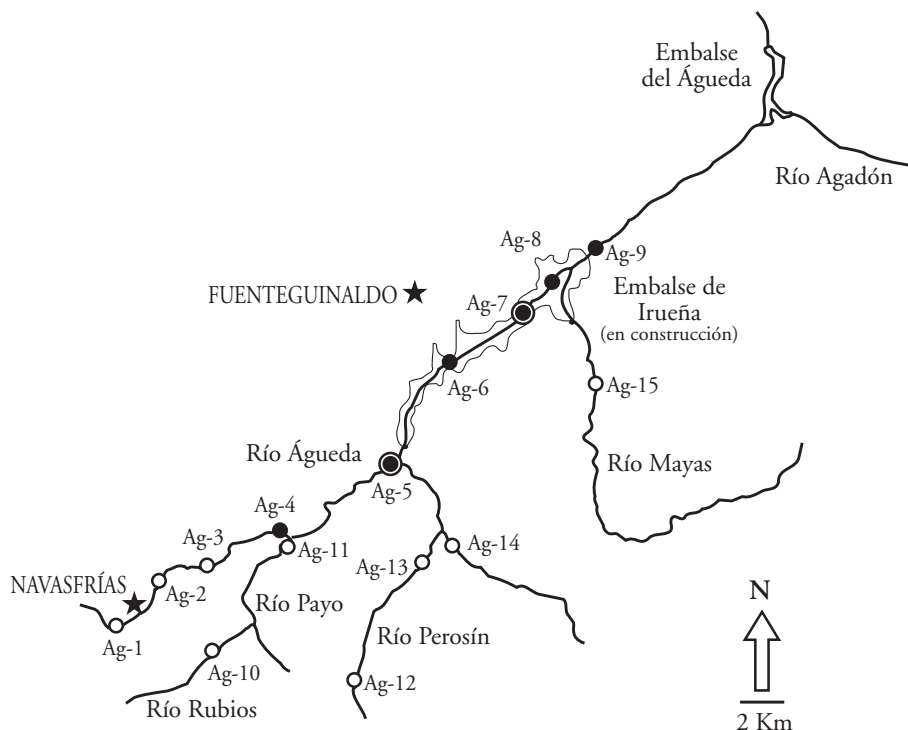 Embalse
del Águeda
Río Agadón
Ag-8
Ag-9
FUENTEGUINALDO
Ag-7
Embalse de
Irueña
(en construcción)
Ag-6
Ag-15
Río Águeda
Río Mayas
Ag-5
Ag-4
Ag-3
Ag-11
Ag-14
Ag-13
NAVASFRÍAS
Ag-2
Río Payo
Ag-1
Río Perosín
Ag-10
Ag-12
Río Rubios
N
2 Km